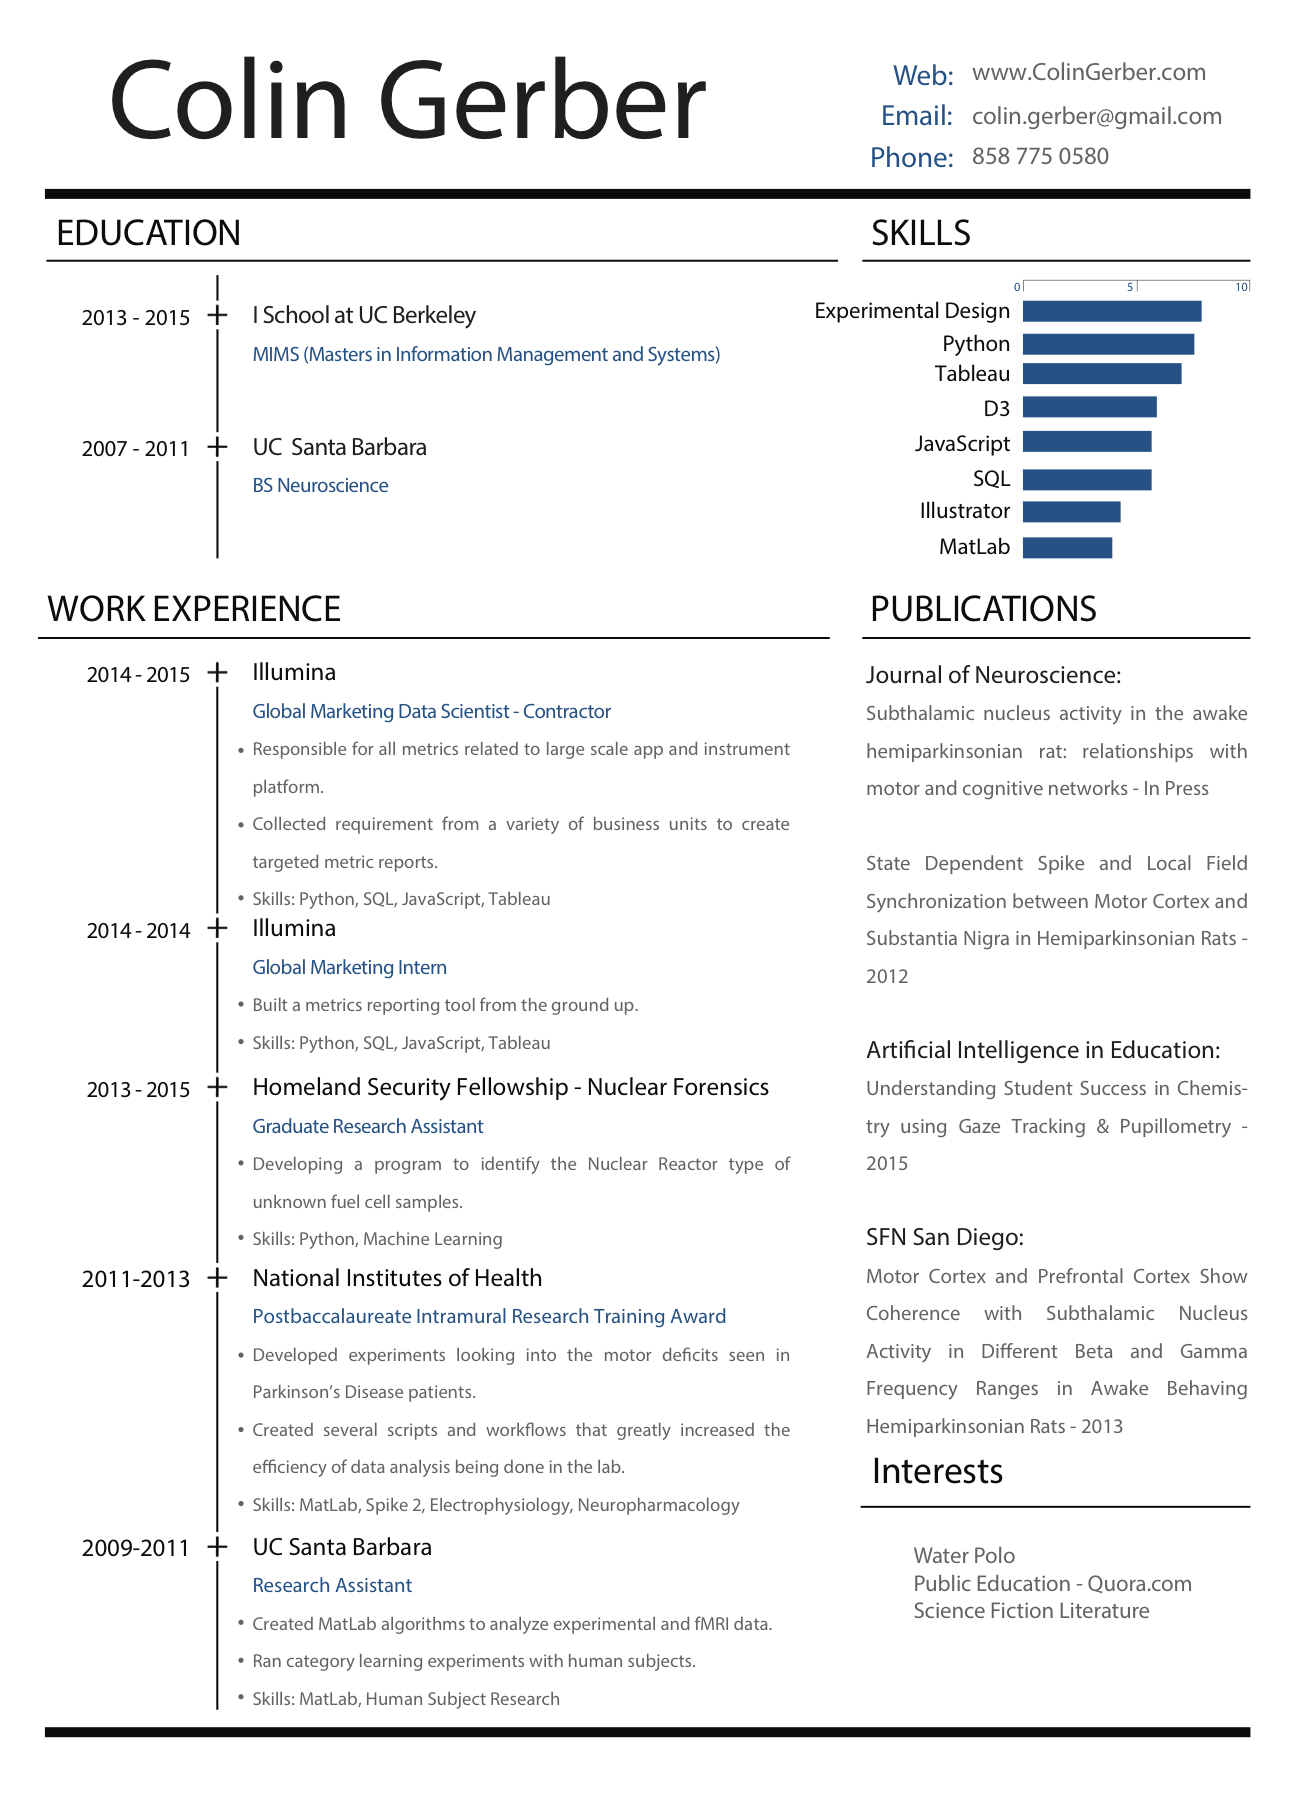 Colin Gerber
Web: www.ColinGerber.com
Email: colin.gerber@gmail.com
Phone: 858 775 0580
EDUCATION
2013 - 2015 I School at UC Berkeley
MIMS (Masters in Information Management and Systems)
2007 - 2011 UC Santa Barbara
BS Neuroscience
SKILLS
0 5 10
Experimental Design
Python
Tableau
D3
JavaScript
SQL
Illustrator
MatLab
WORK EXPERIENCE
2014 - 2015 Illumina
Global Marketing Data Scientist - Contractor
• Responsible for all metrics related to large scale app and instrument
platform.
• Collected requirement from a variety of business units to create
targeted metric reports.
• Skills: Python, SQL, JavaScript, Tableau
2014 - 2014 Illumina
Global Marketing Intern
• Built a metrics reporting tool from the ground up.
• Skills: Python, SQL, JavaScript, Tableau
2013 - 2015 Homeland Security Fellowship - Nuclear Forensics
Graduate Research Assistant
• Developing a program to identify the Nuclear Reactor type of
unknown fuel cell samples.
• Skills: Python, Machine Learning
2011-2013 National Institutes of Health
Postbaccalaureate Intramural Research Training Award
• Developed experiments looking into the motor deficits seen in
Parkinson's Disease patients.
• Created several scripts and workflows that greatly increased the
efficiency of data analysis being done in the lab.
• Skills: MatLab, Spike 2, Electrophysiology, Neuropharmacology
2009-2011 UC Santa Barbara
Research Assistant
• Created MatLab algorithms to analyze experimental and fMRI data.
• Ran category learning experiments with human subjects.
• Skills: MatLab, Human Subject Research
PUBLICATIONS
Journal of Neuroscience:
Subthalamic nucleus activity in the awake
hemiparkinsonian rat: relationships with
motor and cognitive networks - In Press
State Dependent Spike and Local Field
Synchronization between Motor Cortex and
Substantia Nigra in Hemiparkinsonian Rats -
2012
Artificial Intelligence in Education:
Understanding Student Success in Chemis-
try using Gaze Tracking & Pupillometry -
2015
SFN San Diego:
Motor Cortex and Prefrontal Cortex Show
Coherence with Subthalamic Nucleus
Activity in Different Beta and Gamma
Frequency Ranges in Awake Behaving
Hemiparkinsonian Rats - 2013
Interests
Water Polo
Public Education - Quora.com
Science Fiction Literature